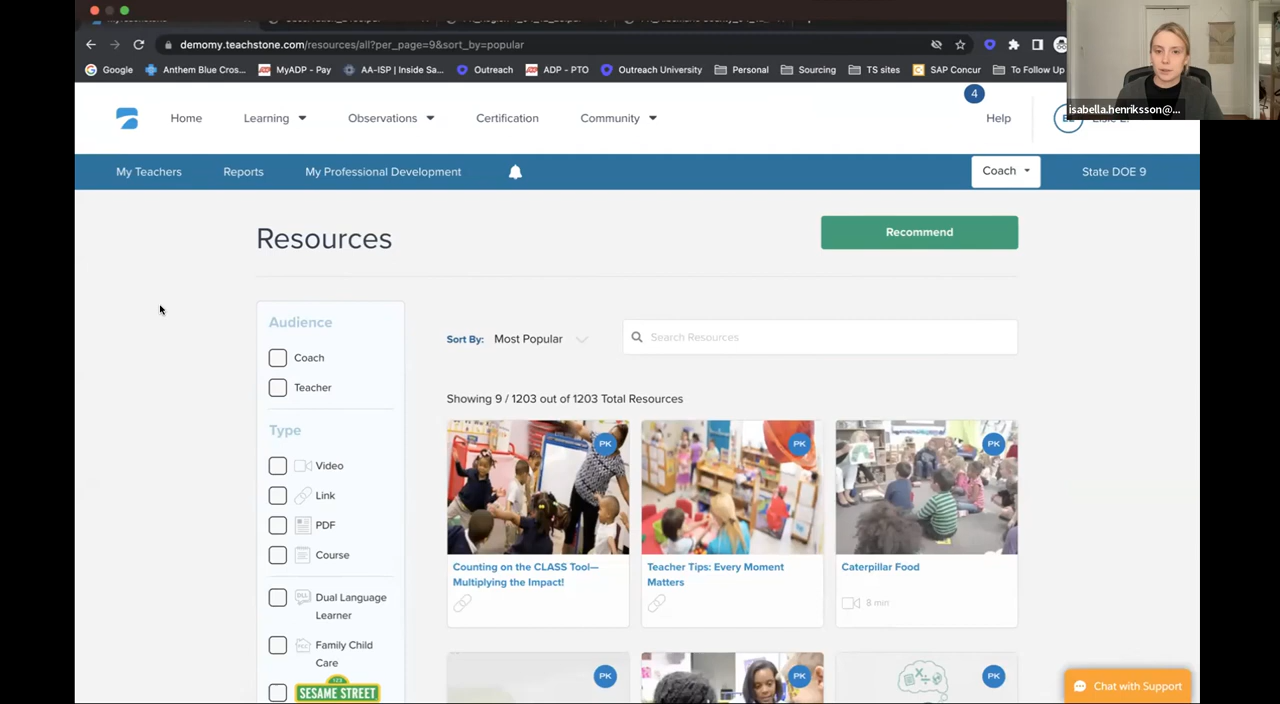 demomy.teachstone.com/resources/all?per_page=9&sort_by=popular
Google Anthem Blue Cros... MyADP - Pay AA-ISP | Inside Sa... Outreach ADP - PTO Outreach University Personal Sourcing TS sites SAP Concur To Follow Up
isabella.henriksson@...
4
Home Learning Observations Certification Community Help
My Teachers Reports My Professional Development Coach State DOE 9
Resources
Recommend
Audience
Coach
Teacher
Type
Video
Link
PDF
Course
Dual Language
Learner
Family Child
Care
123
SESAME STREET
Sort By: Most Popular
Search Resources
Showing 9 / 1203 out of 1203 Total Resources
PK
PK
PK
Counting on the CLASS Tool—
Multiplying the Impact!
Teacher Tips: Every Moment
Matters
Caterpillar Food
8 min
PK
PK
PK
Chat with Support